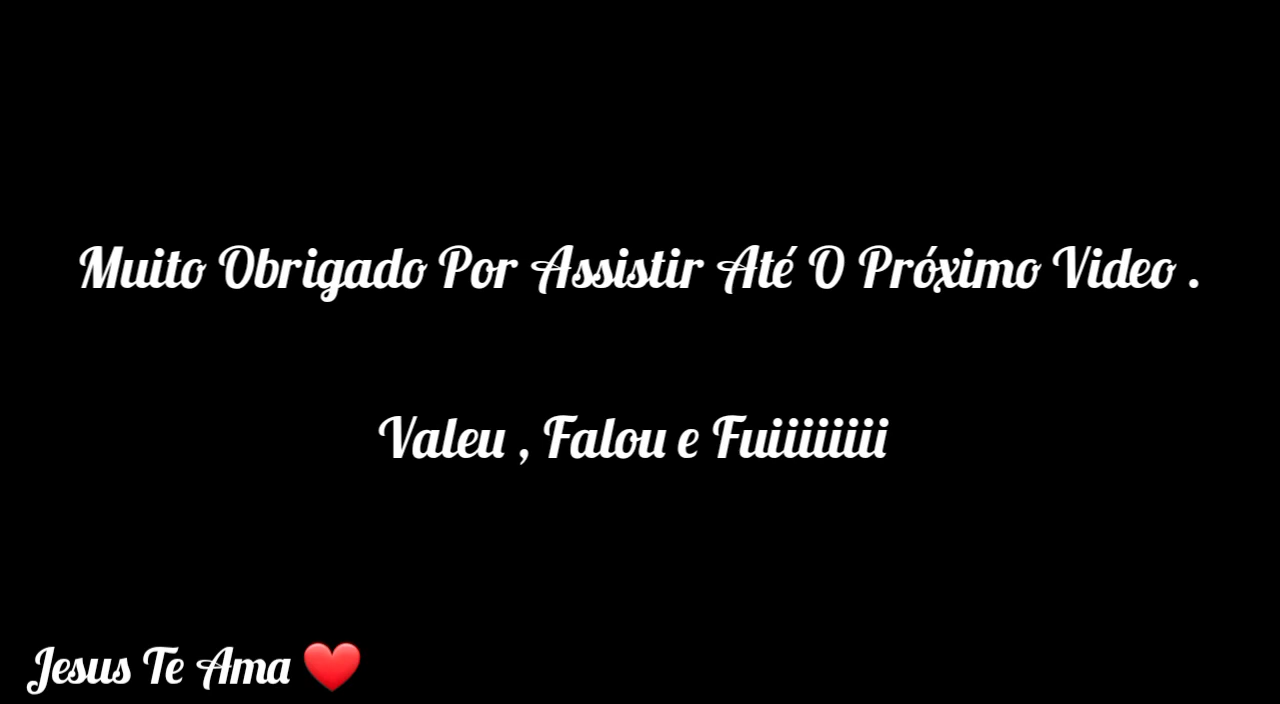 Muito Obrigado Por Assistir Até O Próximo Video .
Valeu , Falou e Fuiiiiiiii
Jesus Te Ama ❤️